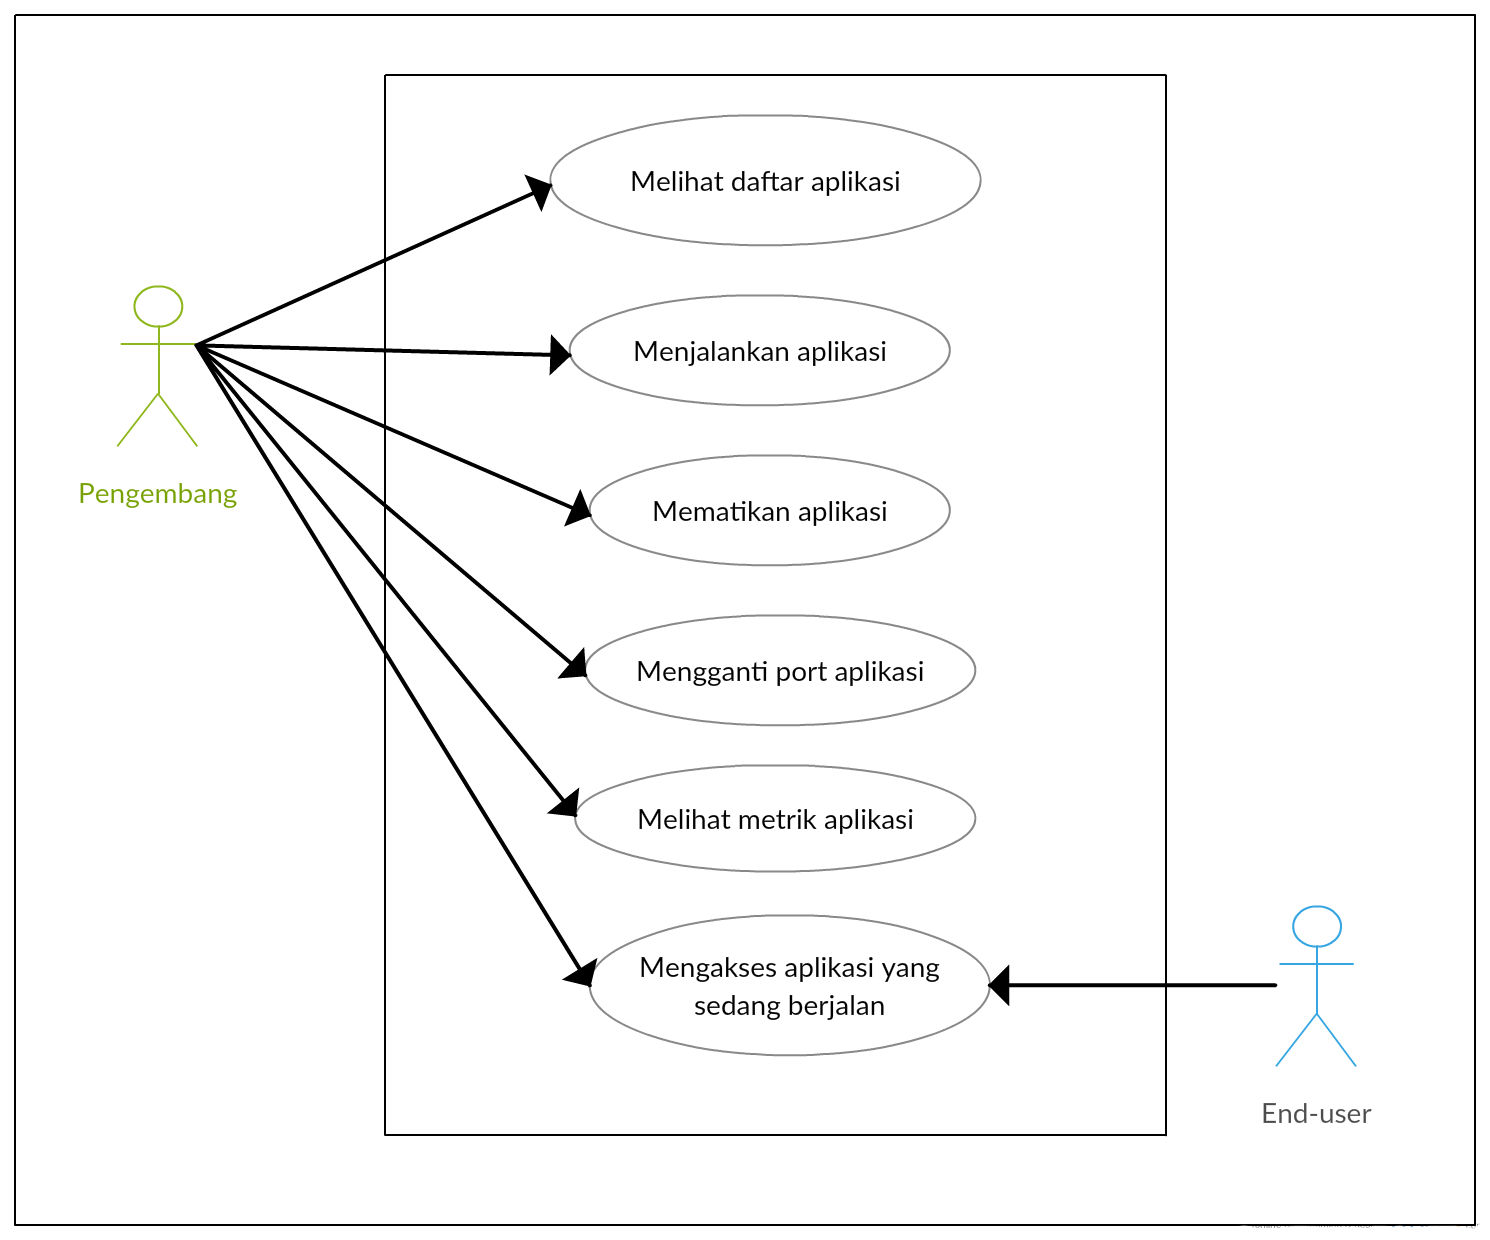 Melihat daftar aplikasi
Menjalankan aplikasi
Pengembang
Mematikan aplikasi
Mengganti port aplikasi
Melihat metrik aplikasi
Mengakses aplikasi yang
sedang berjalan
End-user